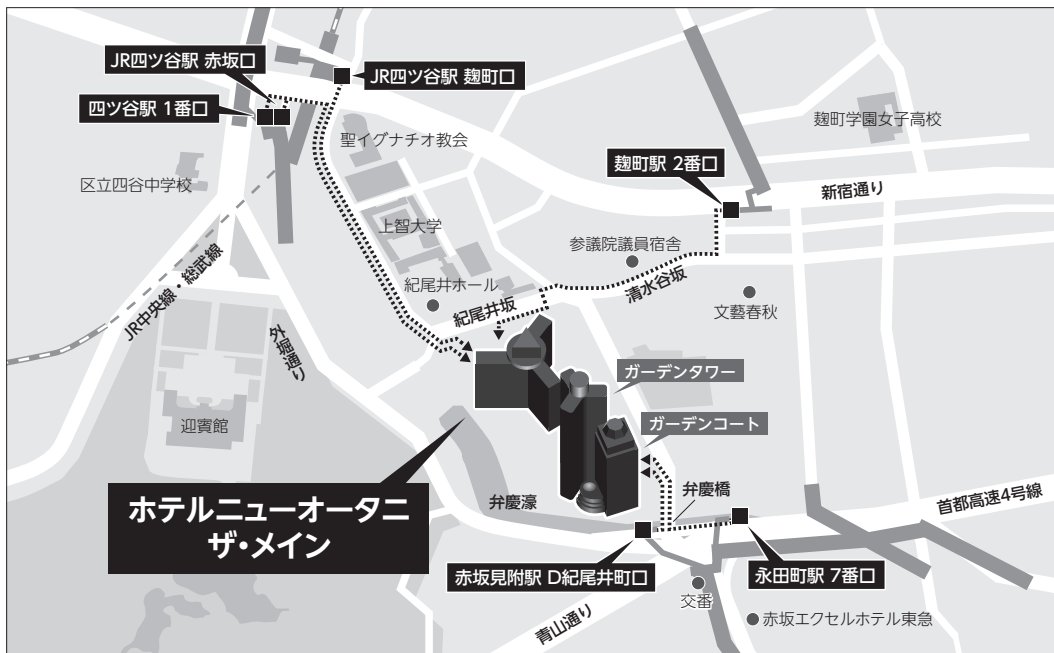 JR四ツ谷駅 赤坂口
JR四ツ谷駅 麹町口
四ツ谷駅 1番口
聖イグナチオ教会
麹町学園女子高校
麹町駅 2番口
区立四谷中学校
新宿通り
上智大学
参議院議員宿舎
清水谷坂
紀尾井ホール
紀尾井坂
文藝春秋
JR中央線・総武線
外堀通り
ガーデンタワー
迎賓館
ガーデンコート
ホテルニューオータニ
ザ・メイン
弁慶濠
弁慶橋
首都高速4号線
赤坂見附駅 D紀尾井町口
永田町駅 7番口
交番
青山通り
赤坂エクセルホテル東急